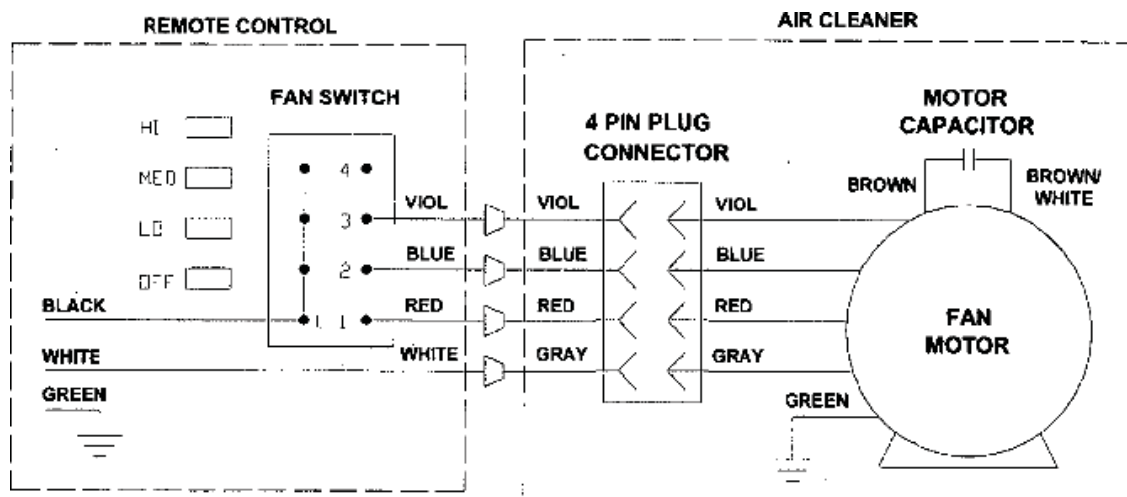 REMOTE CONTROL
AIR CLEANER
FAN SWITCH
HI
MED
LO
OFF
4
3
2
L 1
BLACK
WHITE
GREEN
VIOL
BLUE
RED
WHITE
VIOL
BLUE
RED
GRAY
4 PIN PLUG
CONNECTOR
VIOL
BLUE
RED
GRAY
GREEN
MOTOR
CAPACITOR
BROWN
BROWN/
WHITE
FAN
MOTOR